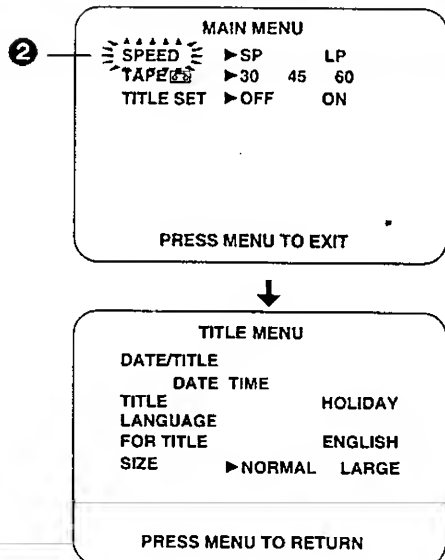 MAIN MENU
❷ SPEED ▶SP LP
TAPE ▶30 45 60
TITLE SET ▶OFF ON
PRESS MENU TO EXIT
TITLE MENU
DATE/TITLE
DATE TIME
TITLE HOLIDAY
LANGUAGE
FOR TITLE ENGLISH
SIZE ▶NORMAL LARGE
PRESS MENU TO RETURN